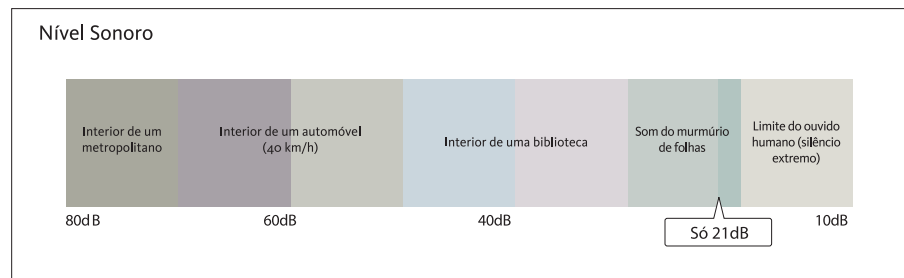 Nível Sonoro
Interior de um
metropolitano
Interior de um automóvel
(40 km/h)
Interior de uma biblioteca
Som do murmúrio
de folhas
Limite do ouvido
humano (silêncio
extremo)
80dB
60dB
40dB
10dB
Só 21dB